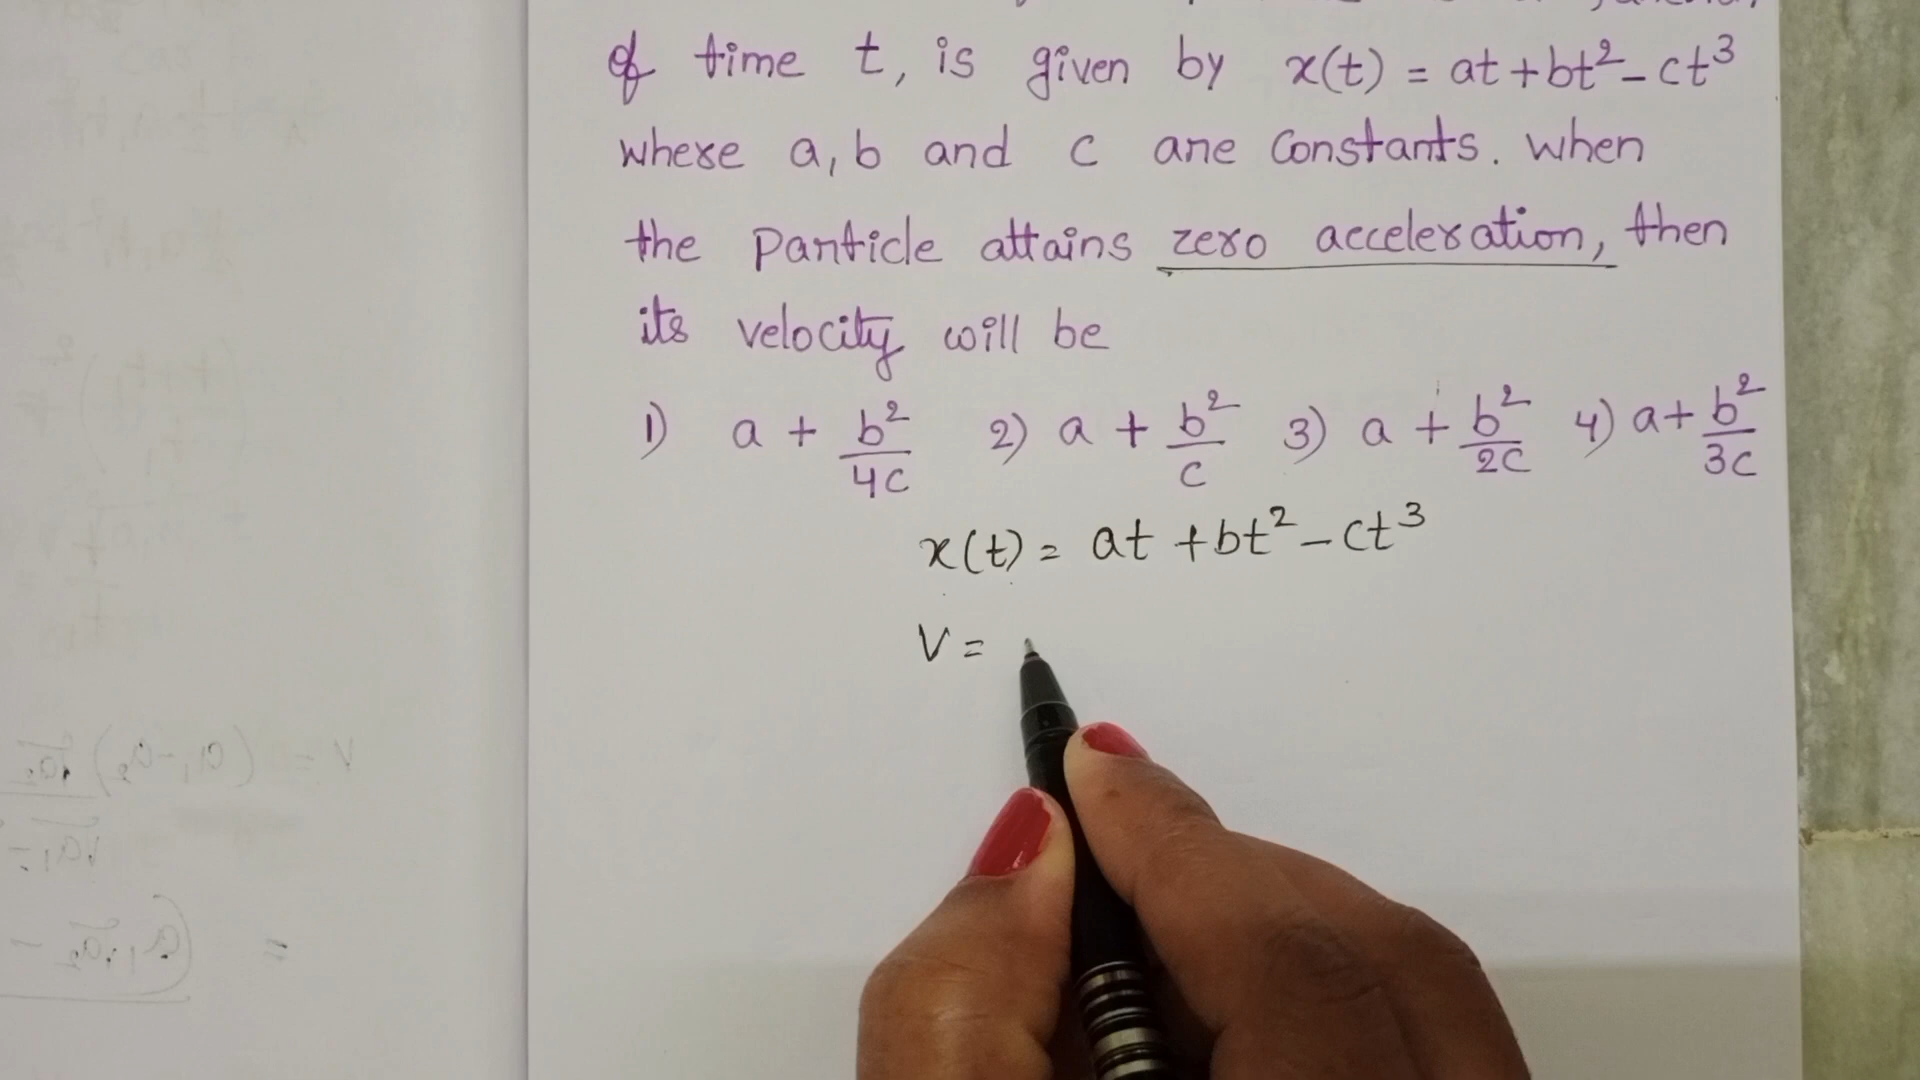 of time t, is given by x(t) = at + bt² - ct³
where a, b and c are constants. when
the particle attains zero acceleration, then
its velocity will be
1) a + b²/4c 2) a + b²/c 3) a + b²/2c 4) a + b²/3c
x(t) = at + bt² - ct³
V =